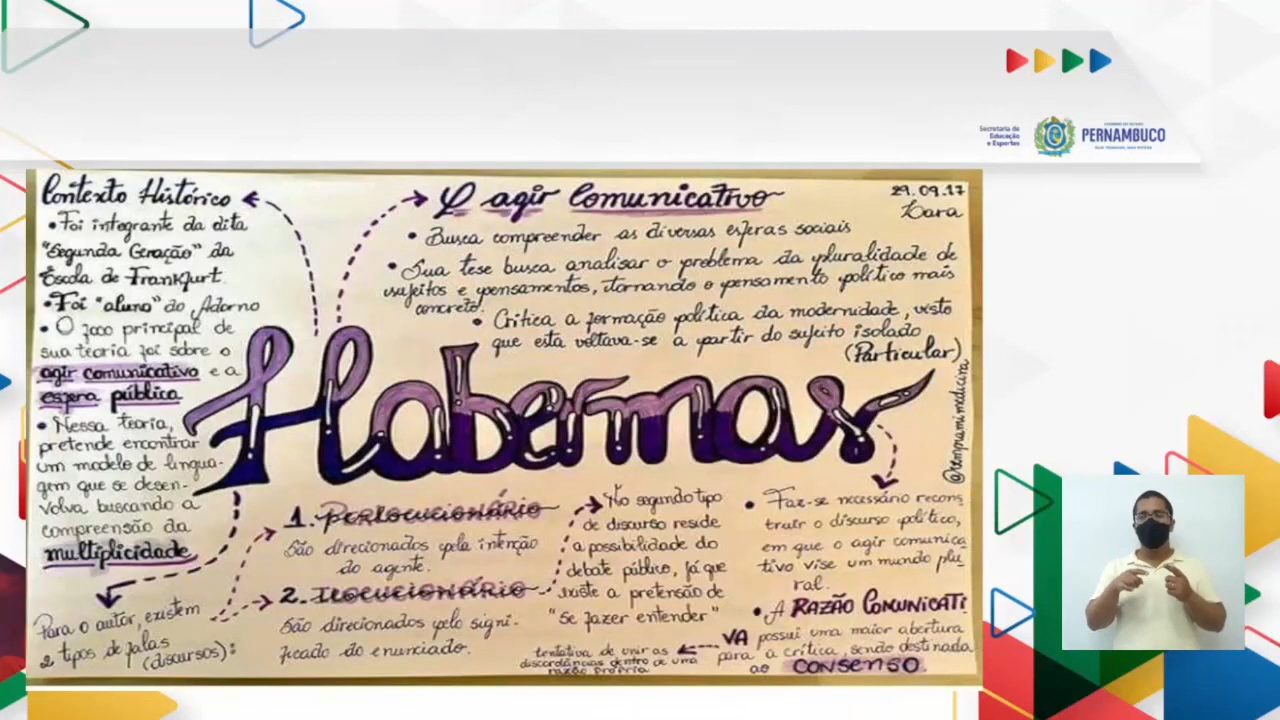 Secretaria de
Educação
e Esportes
PERNAMBUCO
Contexto Histórico
• Foi integrante da dita
"Segunda Geração" da
Escola de Frankfurt.
• Foi "aluno" do Adorno
• O foco principal de
sua teoria foi sobre o
agir comunicativo e a
esfera pública
• Nessa teoria,
pretende encontrar
um modelo de lingua-
gem que se desen-
volva buscando a
compreensão da
multiplicidade
O agir Comunicativo
29.09.17
Zara
• Busca compreender as diversas esferas sociais
• Sua tese busca analisar o problema da pluralidade de
sujeitos e pensamentos, tornando o pensamento político mais
concreto.
• Critica a formação política da modernidade, visto
que esta voltava-se a partir do sujeito isolado
(Particular)
Habermas
Para o autor, existem
2 tipos de falas
(discursos):
1. Perlocucionário
São direcionados pela intenção
do agente.
2. Ilocucionário
São direcionados pelo signi-
ficado do enunciado.
No segundo tipo
de discurso reside
a possibilidade do
debate público, já que
existe a pretensão de
"Se fazer entender"
• Faz-se necessário recons
truir o discurso político,
em que o agir comunica
tivo vise um mundo plu
ral.
• A RAZÃO COMUNICATI
VA possui uma maior abertura
para a crítica, sendo destinada
ao CONSENSO
tentativa de unir as
discordâncias dentro de uma
razão própria